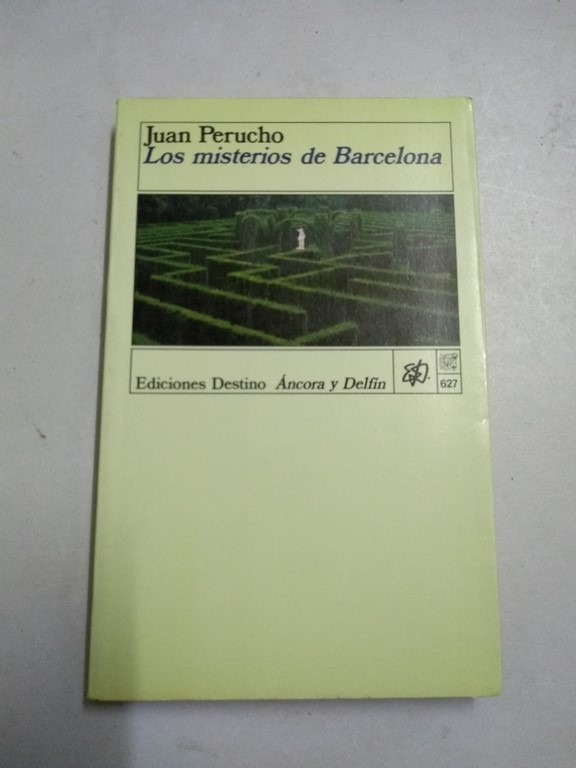 Juan Perucho
Los misterios de Barcelona
Ediciones Destino Áncora y Delfín
627